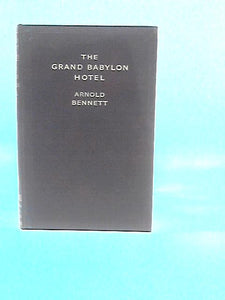 THE
GRAND BABYLON
HOTEL
ARNOLD
BENNETT